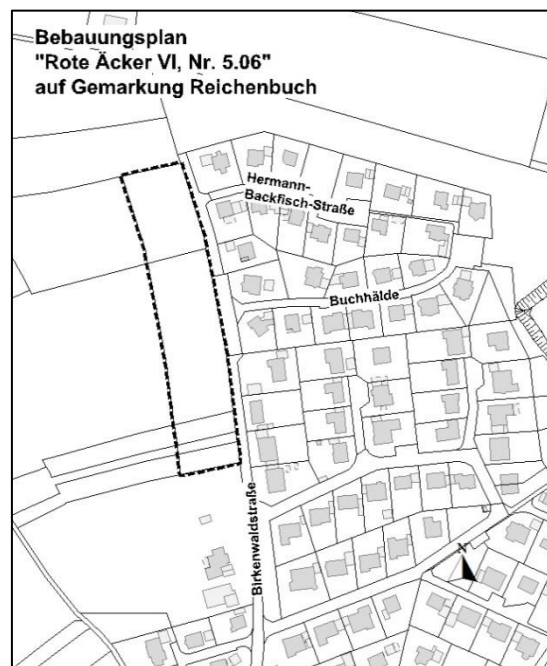 Bebauungsplan
"Rote Äcker VI, Nr. 5.06"
auf Gemarkung Reichenbuch
Hermann-
Backfisch-Straße
Buchhälde
Birkenwaldstraße
N